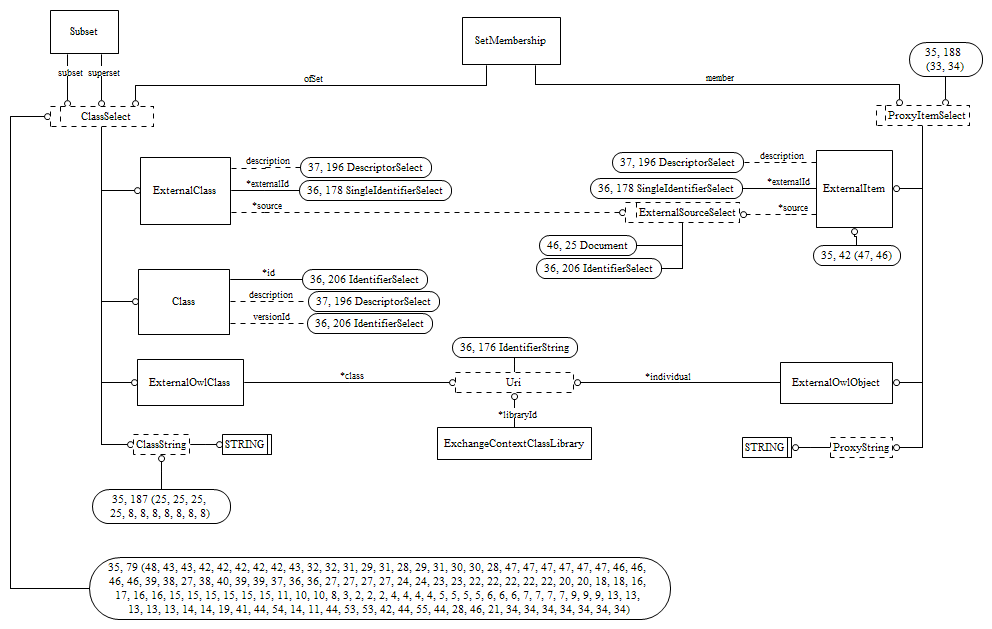 Subset
SetMembership
35, 188
(33, 34)
subset superset
ofSet
member
ClassSelect
ProxyItemSelect
description
37, 196 DescriptorSelect
37, 196 DescriptorSelect
description
ExternalClass
*externalId
36, 178 SingleIdentifierSelect
36, 178 SingleIdentifierSelect
*externalId
ExternalItem
*source
ExternalSourceSelect
*source
46, 25 Document
35, 42 (47, 46)
36, 206 IdentifierSelect
*id
36, 206 IdentifierSelect
Class
description
37, 196 DescriptorSelect
versionId
36, 206 IdentifierSelect
36, 176 IdentifierString
ExternalOwlClass
*class
Uri
*individual
ExternalOwlObject
*libraryId
ClassString
STRING
ExchangeContextClassLibrary
STRING
ProxyString
35, 187 (25, 25, 25,
25, 8, 8, 8, 8, 8, 8, 8)
35, 79 (48, 43, 43, 42, 42, 42, 42, 42, 43, 32, 32, 31, 29, 31, 28, 29, 31, 30, 30, 28, 47, 47, 47, 47, 47, 47, 46, 46,
46, 46, 39, 38, 27, 38, 40, 39, 39, 37, 36, 36, 27, 27, 27, 27, 24, 24, 23, 23, 22, 22, 22, 22, 22, 20, 20, 18, 18, 16,
17, 16, 16, 15, 15, 15, 15, 15, 15, 11, 10, 10, 8, 3, 2, 2, 2, 4, 4, 4, 4, 5, 5, 5, 5, 6, 6, 6, 7, 7, 7, 7, 9, 9, 9, 13, 13,
13, 13, 13, 14, 14, 19, 41, 44, 54, 14, 11, 44, 53, 53, 42, 44, 55, 44, 28, 46, 21, 34, 34, 34, 34, 34, 34, 34)